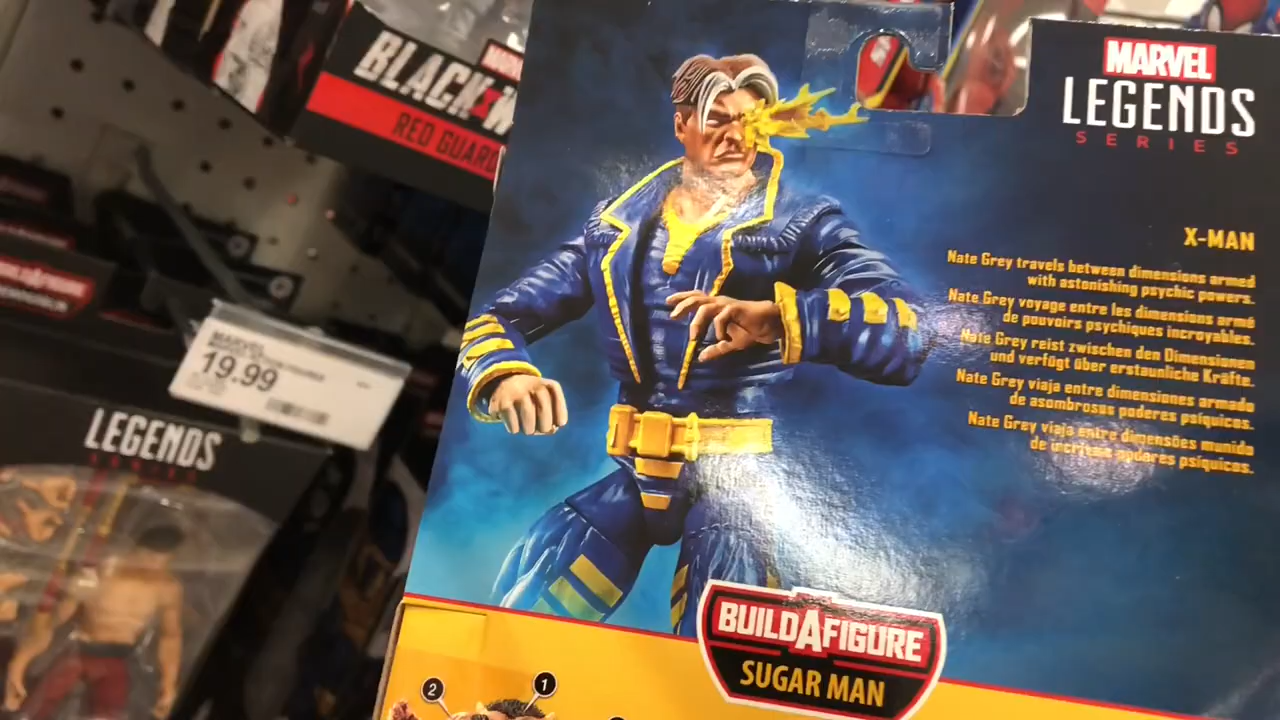 BLACK W
RED GUARD
MARVEL
LEGENDS
SERIES
X-MAN
Nate Grey travels between dimensions armed
with astonishing psychic powers.
Nate Grey voyage entre les dimensions armé
de pouvoirs psychiques incroyables.
Nate Grey reist zwischen den Dimensionen
und verfügt über erstaunliche Kräfte.
Nate Grey viaja entre dimensiones armado
de asombrosos poderes psíquicos.
Nate Grey viaja entre dimensões munido
de incríveis poderes psíquicos.
MARVEL
19.99
LEGENDS
SERIES
BUILD A FIGURE
SUGAR MAN
2
1